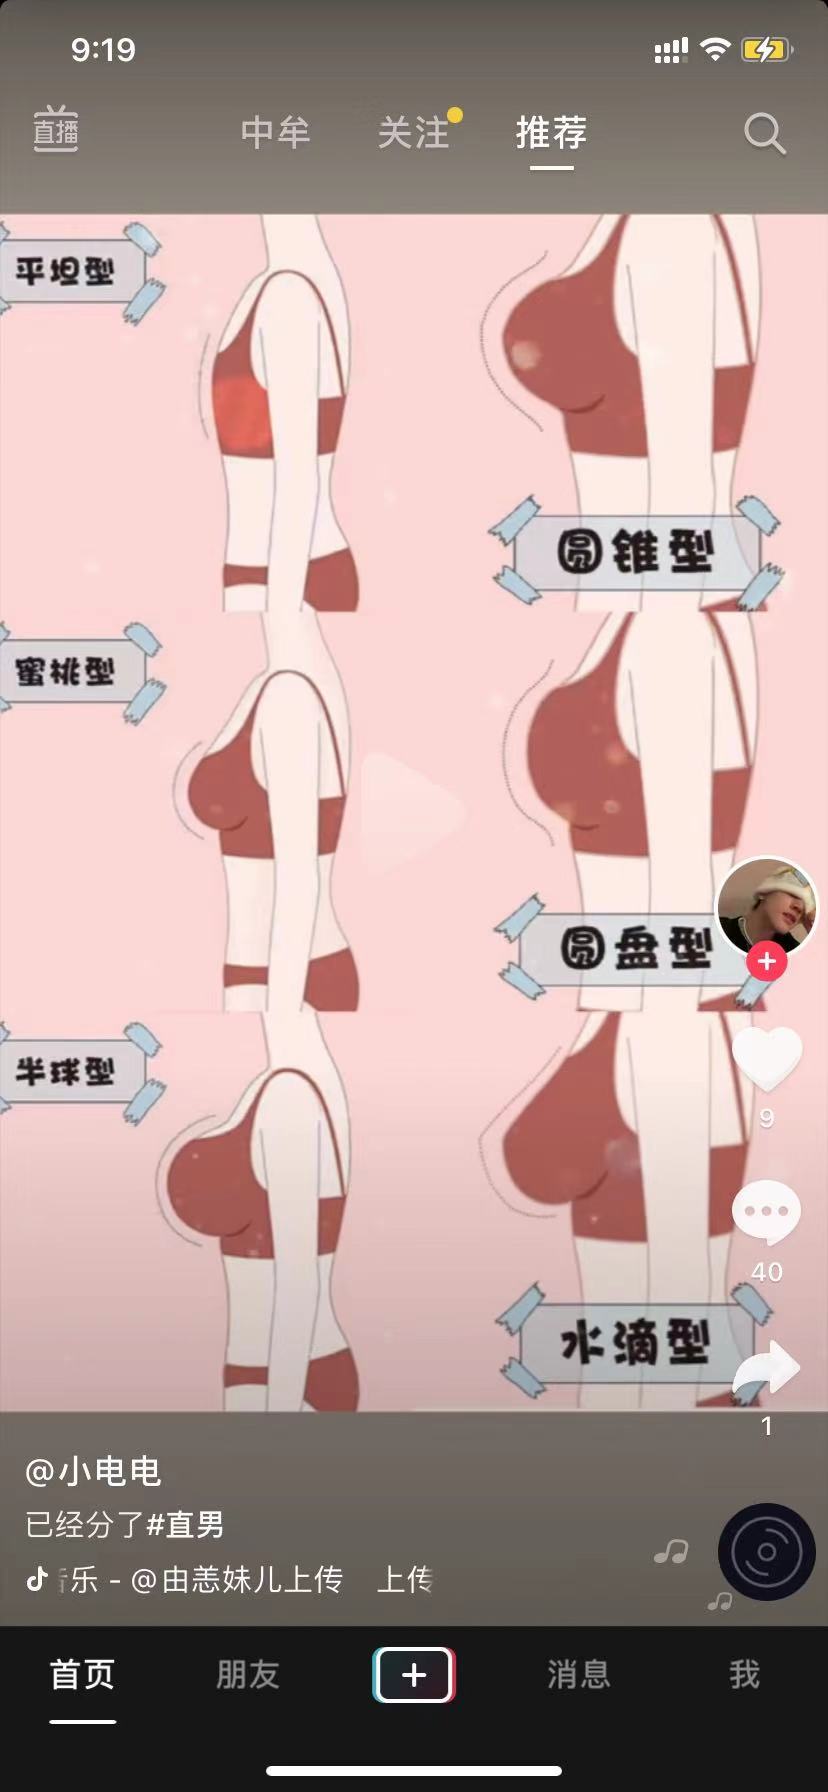 9:19
直播
中牟
关注
推荐
平坦型
圆锥型
蜜桃型
圆盘型
半球型
水滴型
9
40
1
@小电电
已经分了#直男
乐 - @由恙妹儿上传 上传
首页
朋友
消息
我